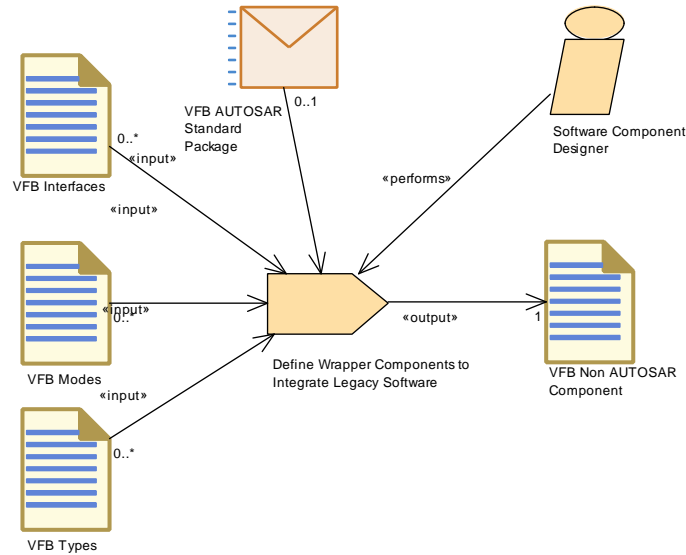 0..1
VFB AUTOSAR
Standard
Package
Software Component
Designer
0..*
«input»
VFB Interfaces
«performs»
«input»
«input»
0..*
«output»
1
Define Wrapper Components to
Integrate Legacy Software
VFB Modes
VFB Non AUTOSAR
Component
«input»
0..*
VFB Types